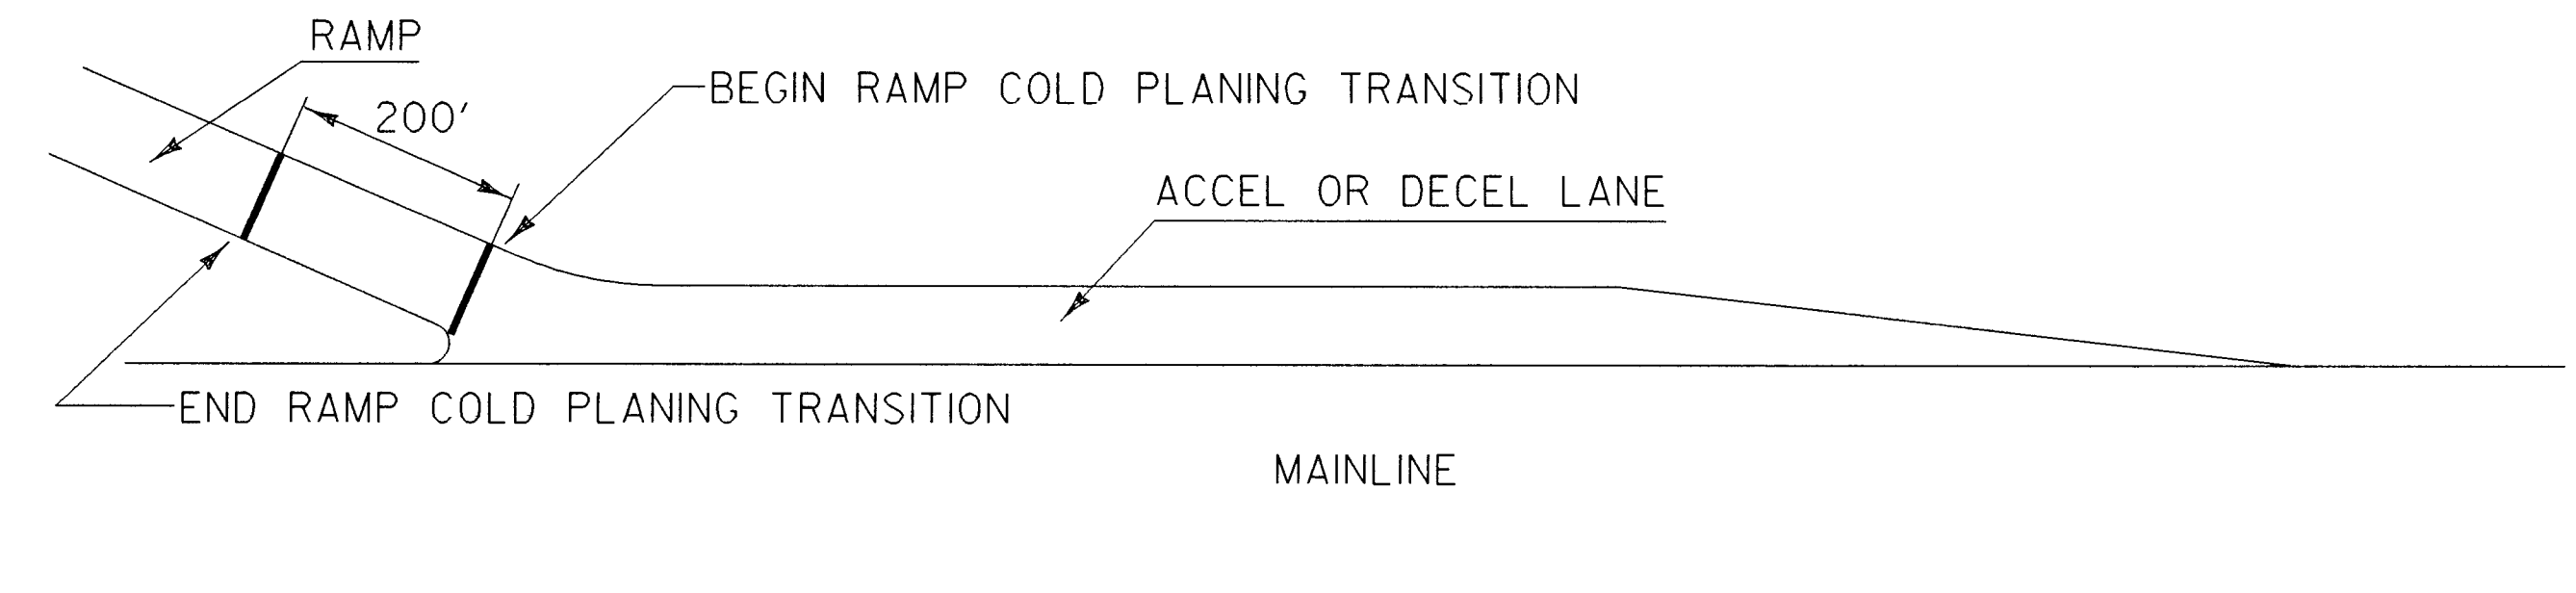 RAMP
200'
BEGIN RAMP COLD PLANING TRANSITION
ACCEL OR DECEL LANE
END RAMP COLD PLANING TRANSITION
MAINLINE